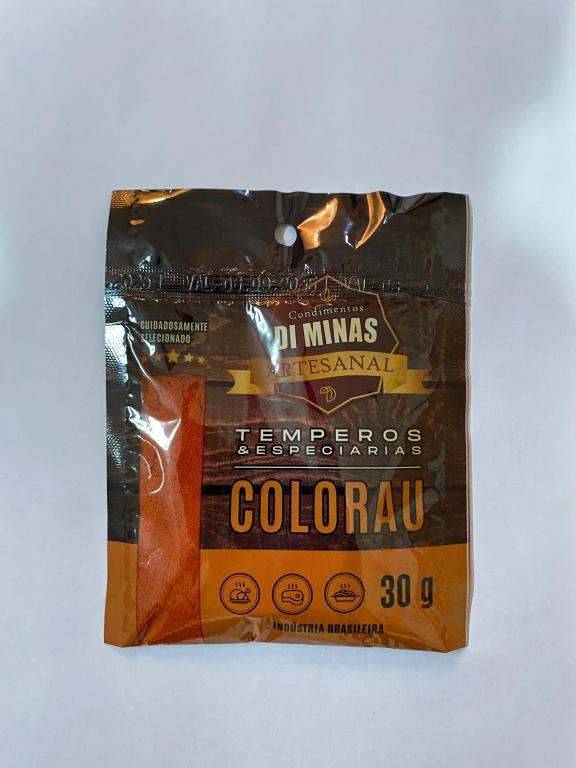 CUIDADOSAMENTE
SELECIONADO
Condimentos
DI MINAS
ARTESANAL
TEMPEROS
& ESPECIARIAS
COLORAU
30 g
INDÚSTRIA BRASILEIRA